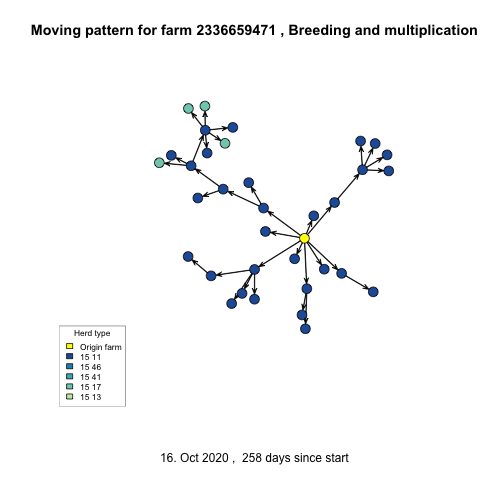 Moving pattern for farm 2336659471 , Breeding and multiplication
Herd type
Origin farm
15 11
15 46
15 41
15 17
15 13
16. Oct 2020 ,  258 days since start